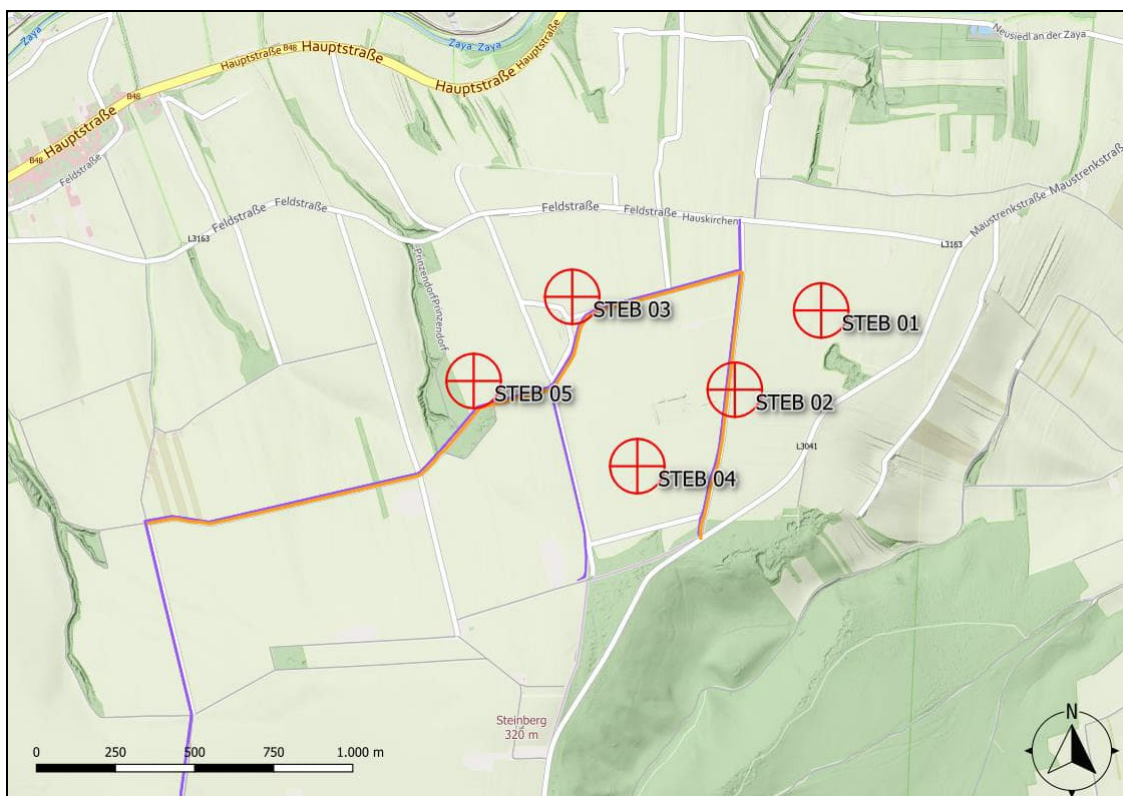 Zaya
Hauptstraße B48 Hauptstraße
Zaya Zaya
Hauptstraße Hauptstraße
Neusiedl an der Zaya
B48
Hauptstraße
B48
Feldstraße
Maustrenkstraße Maustrenkstraß
Feldstraße Feldstraße
Feldstraße Feldstraße Hauskirchen
L3163
L3163
Prinzendorf Prinzendorf
STEB 03
STEB 01
STEB 05
STEB 02
L3041
STEB 04
Steinberg
320 m
N
0 250 500 750 1.000 m